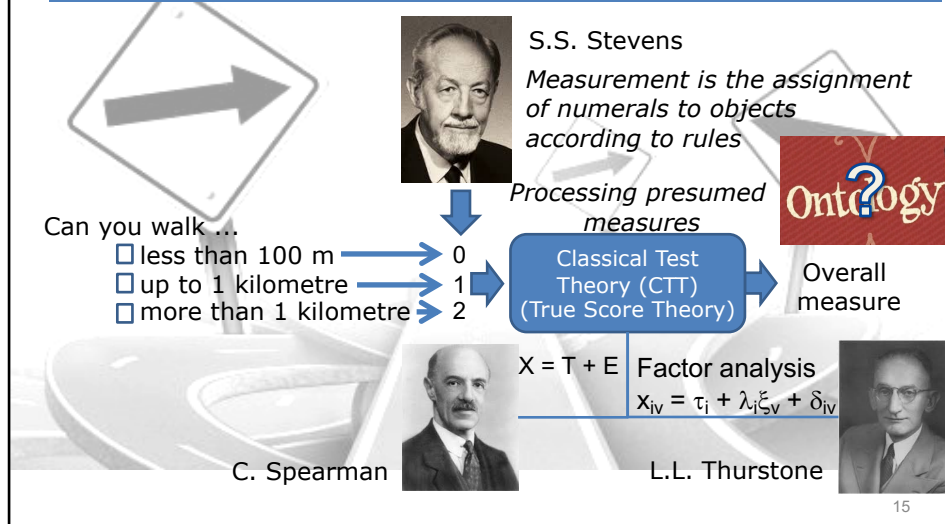 S.S. Stevens
Measurement is the assignment
of numerals to objects
according to rules
Ontology
?
Processing presumed
measures
Can you walk ...
less than 100 m
0
up to 1 kilometre
1
more than 1 kilometre
2
Classical Test
Theory (CTT)
(True Score Theory)
Overall
measure
X = T + E
Factor analysis
xᵢᵥ = τᵢ + λᵢξᵥ + δᵢᵥ
C. Spearman
L.L. Thurstone
15